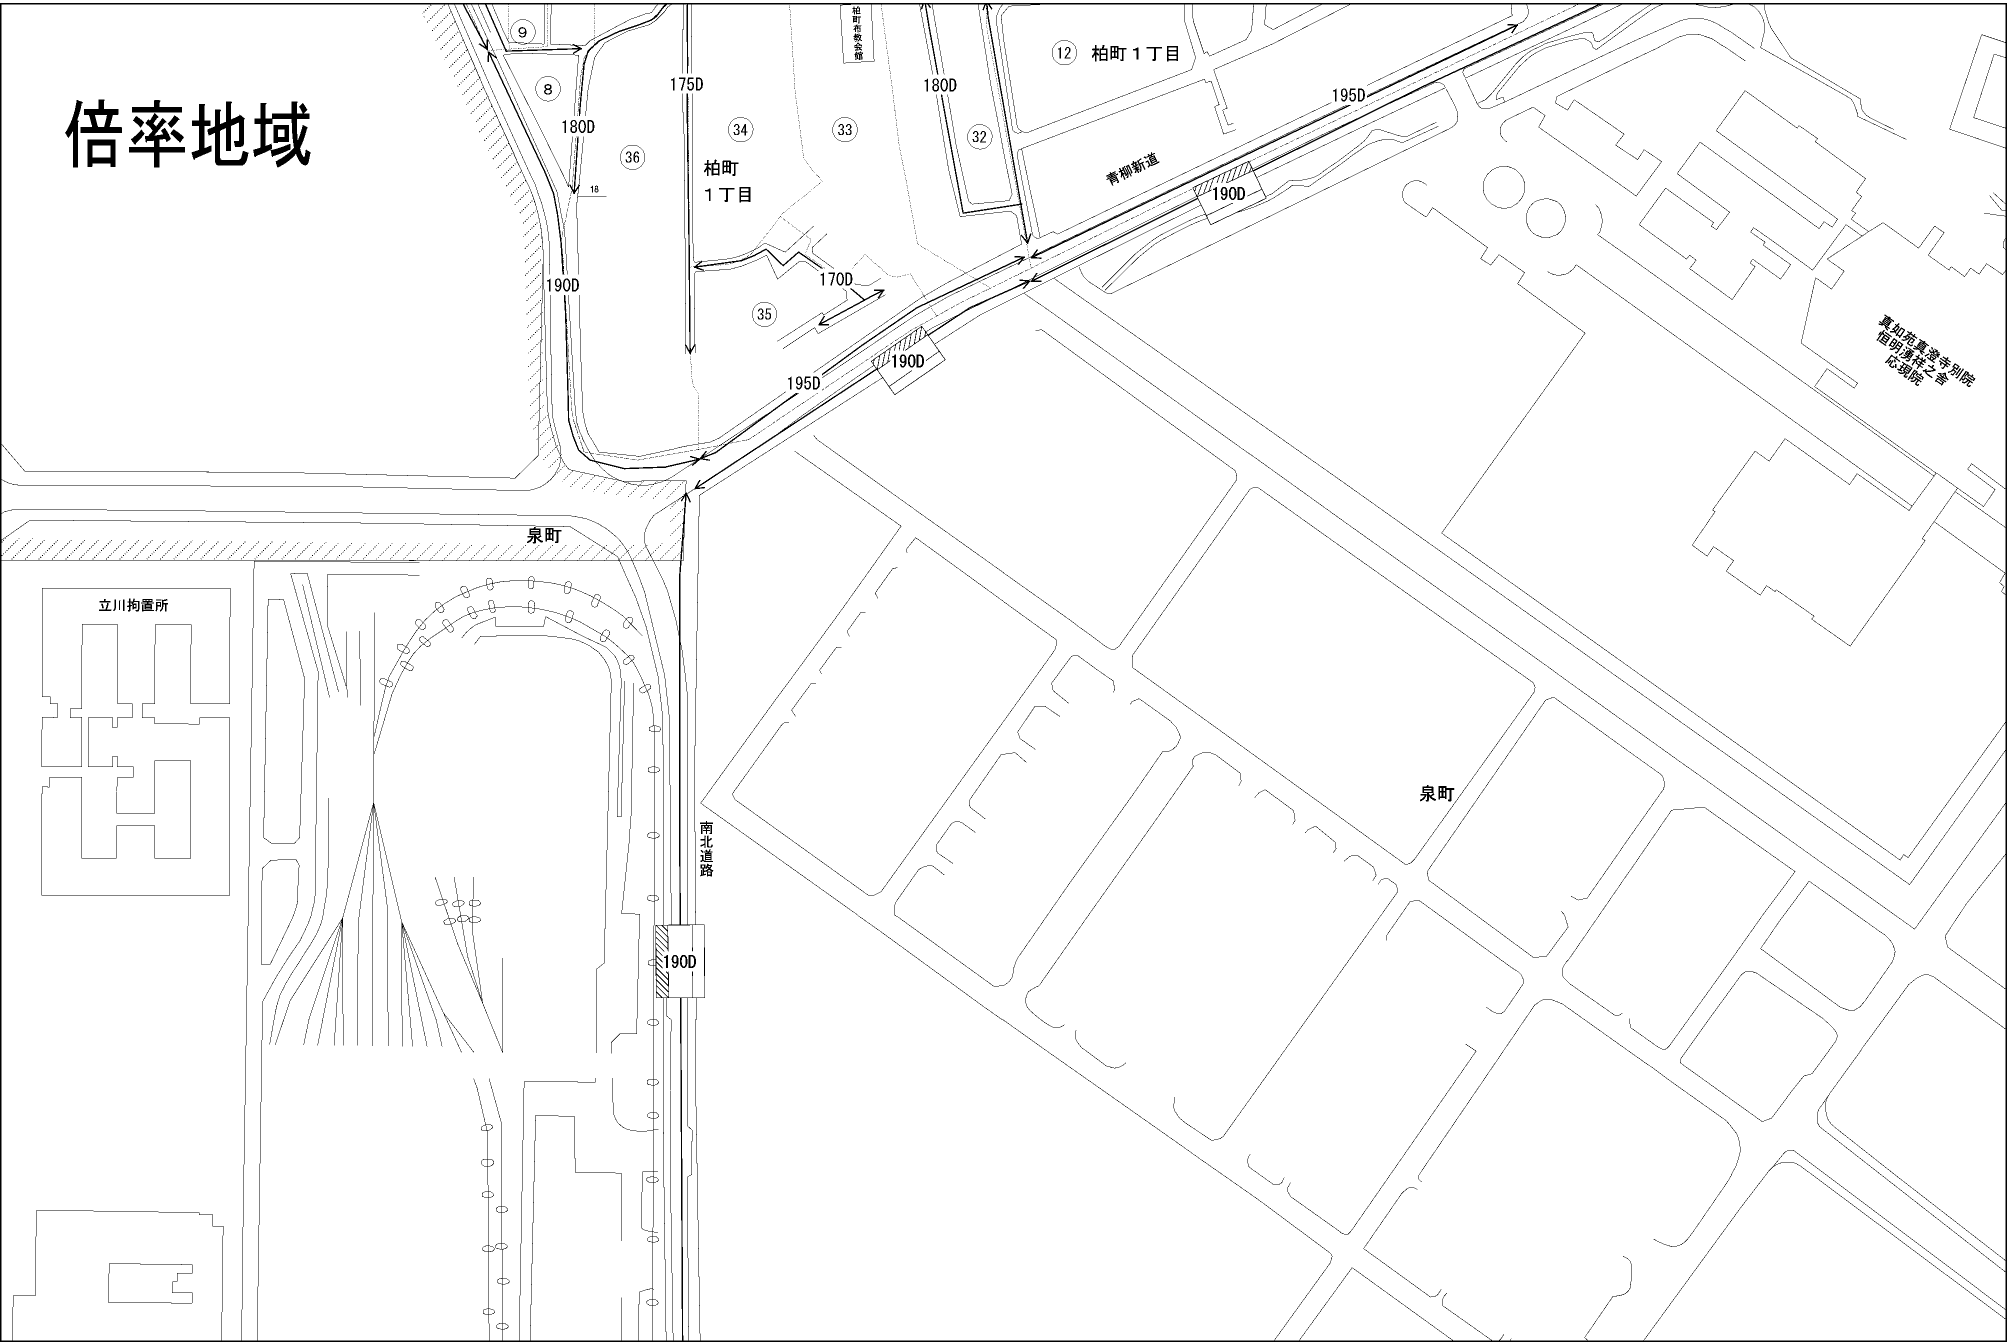 9
8
倍率地域
180D
36
18
175D
34
柏町
1丁目
33
柏町布教会館
180D
32
12
柏町1丁目
195D
青柳新道
190D
190D
170D
35
190D
195D
真如苑真澄寺別院
恒明湧祥之舎
応現院
泉町
立川拘置所
泉町
南北道路
190D